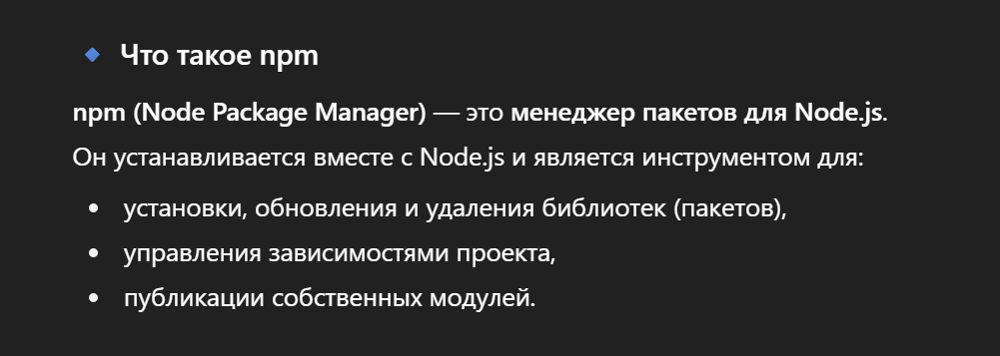 Что такое npm
npm (Node Package Manager) — это менеджер пакетов для Node.js.
Он устанавливается вместе с Node.js и является инструментом для:
• установки, обновления и удаления библиотек (пакетов),
• управления зависимостями проекта,
• публикации собственных модулей.